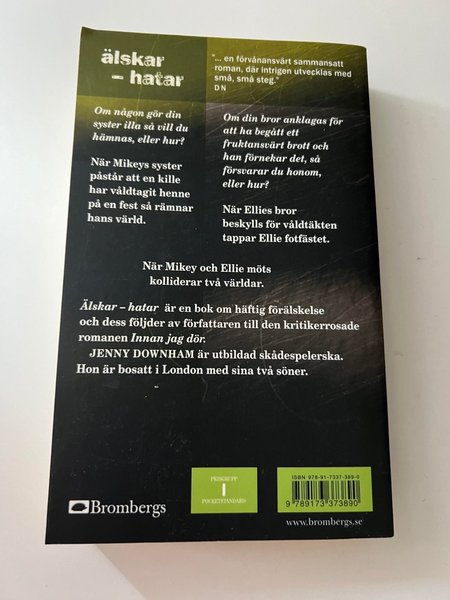 älskar
– hatar
"... en förvånansvärt sammansatt
roman, där intrigen utvecklas med
små, små steg."
DN
Om någon gör din
syster illa så vill du
hämnas, eller hur?
När Mikeys syster
påstår att en kille
har våldtagit henne
på en fest så rämnar
hans värld.
Om din bror anklagas för
att ha begått ett
fruktansvärt brott och
han förnekar det, så
försvarar du honom,
eller hur?
När Ellies bror
beskylls för våldtäkten
tappar Ellie fotfästet.
När Mikey och Ellie möts
kolliderar två världar.
Älskar – hatar är en bok om häftig förälskelse
och dess följder av författaren till den kritikerrosade
romanen Innan jag dör.
JENNY DOWNHAM är utbildad skådespelerska.
Hon är bosatt i London med sina två söner.
Brombergs
PRISGRUPP
1
POCKETSTANDARD
ISBN 978-91-7337-389-0
9 789173 373890
www.brombergs.se